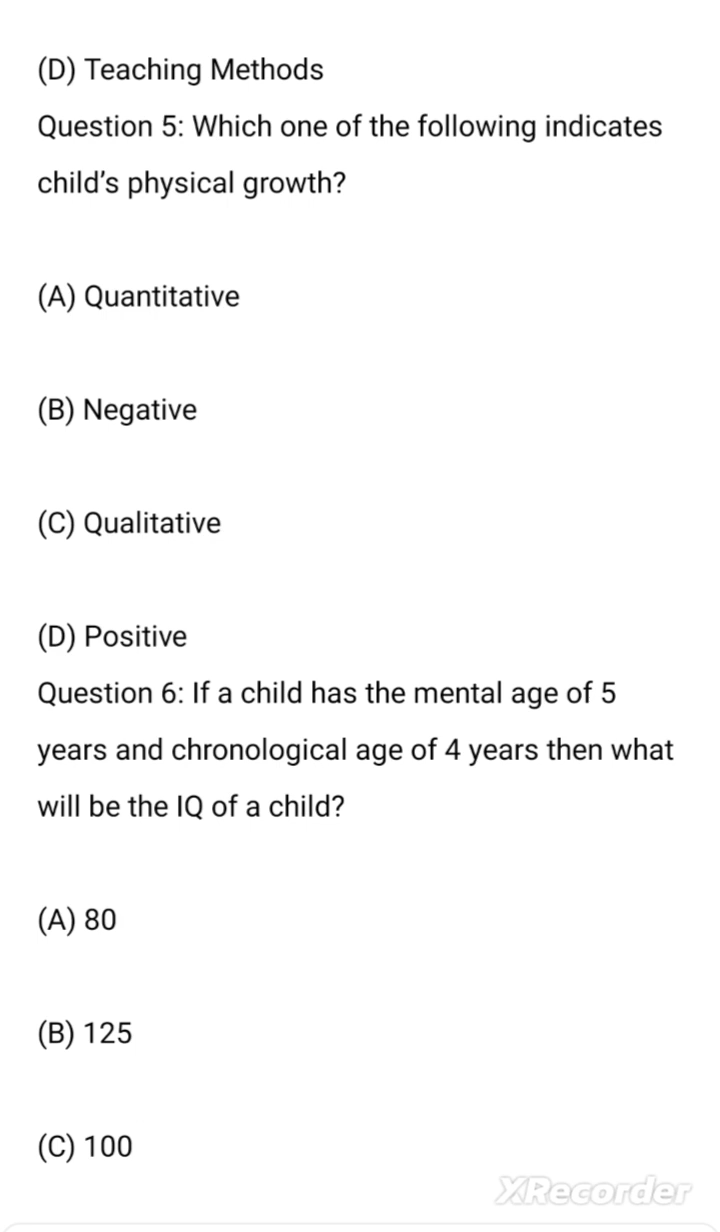 (D) Teaching Methods
Question 5: Which one of the following indicates
child's physical growth?
(A) Quantitative
(B) Negative
(C) Qualitative
(D) Positive
Question 6: If a child has the mental age of 5
years and chronological age of 4 years then what
will be the IQ of a child?
(A) 80
(B) 125
(C) 100
XRecorder